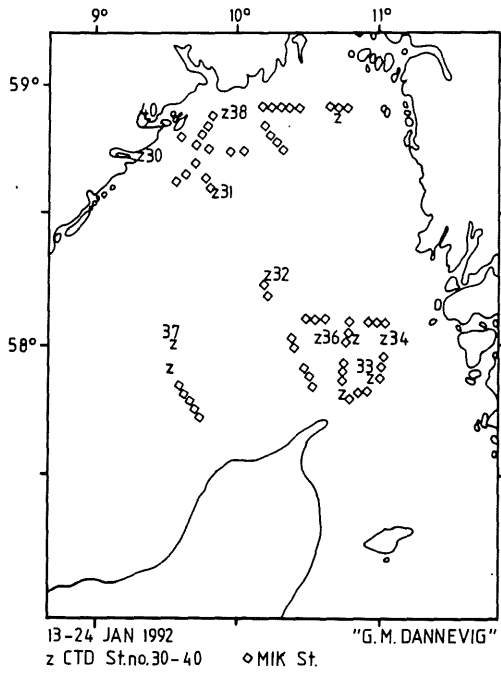 9° 10° 11°
59°
40 z38
z
z30
z31
z32
37 z36 z z34
58° z
z 33
z
z
13-24 JAN 1992 "G.M. DANNEVIG"
z CTD St.no.30-40 ◇MIK St.